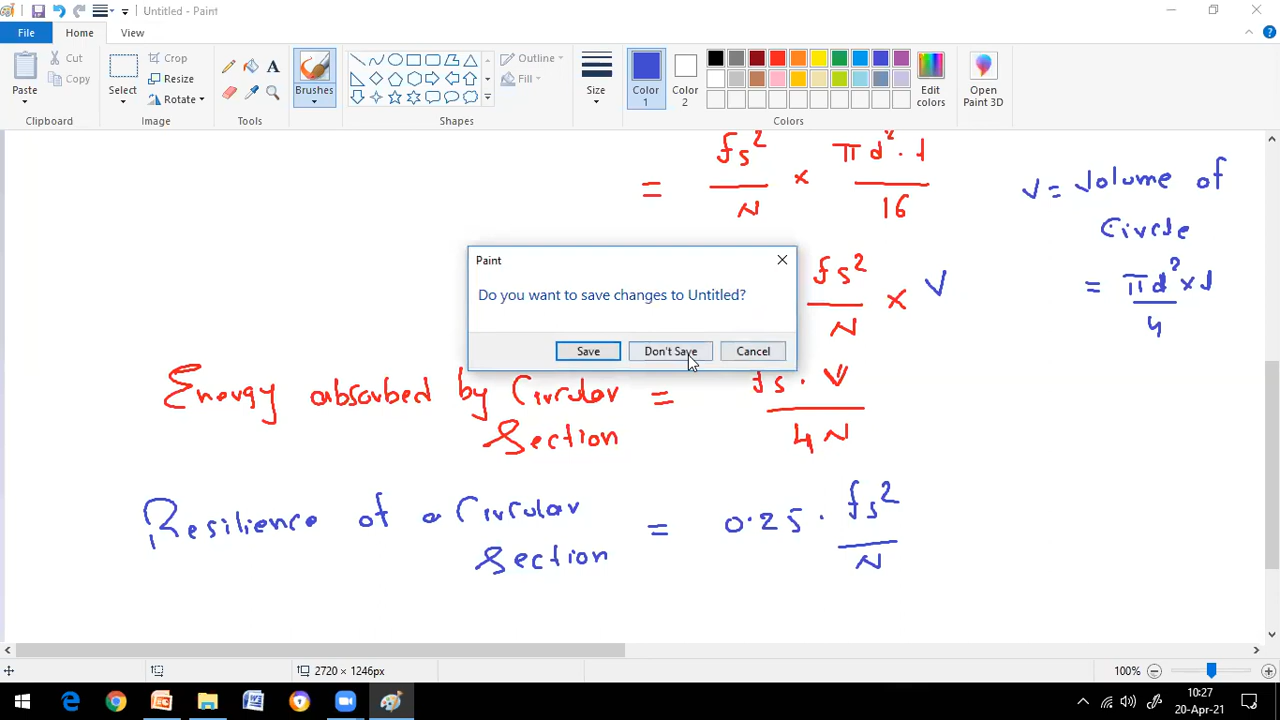 Untitled - Paint
File Home View
Cut
Copy
Paste
Clipboard
Crop
Resize
Rotate
Select
Image
Tools
Brushes
Outline
Fill
Shapes
Size
Color 1
Color 2
Edit colors
Colors
Open Paint 3D
= fs²/N × πd²·l/16
V = Volume of
Circle
= πd²/4 × l
Paint
Do you want to save changes to Untitled?
Save Don't Save Cancel
fs²/N × V
Energy absorbed by Circular Section = fs · V / 4N
Resilience of a Circular Section = 0.25 · fs²/N
2720 × 1246px
100%
10:27
20-Apr-21